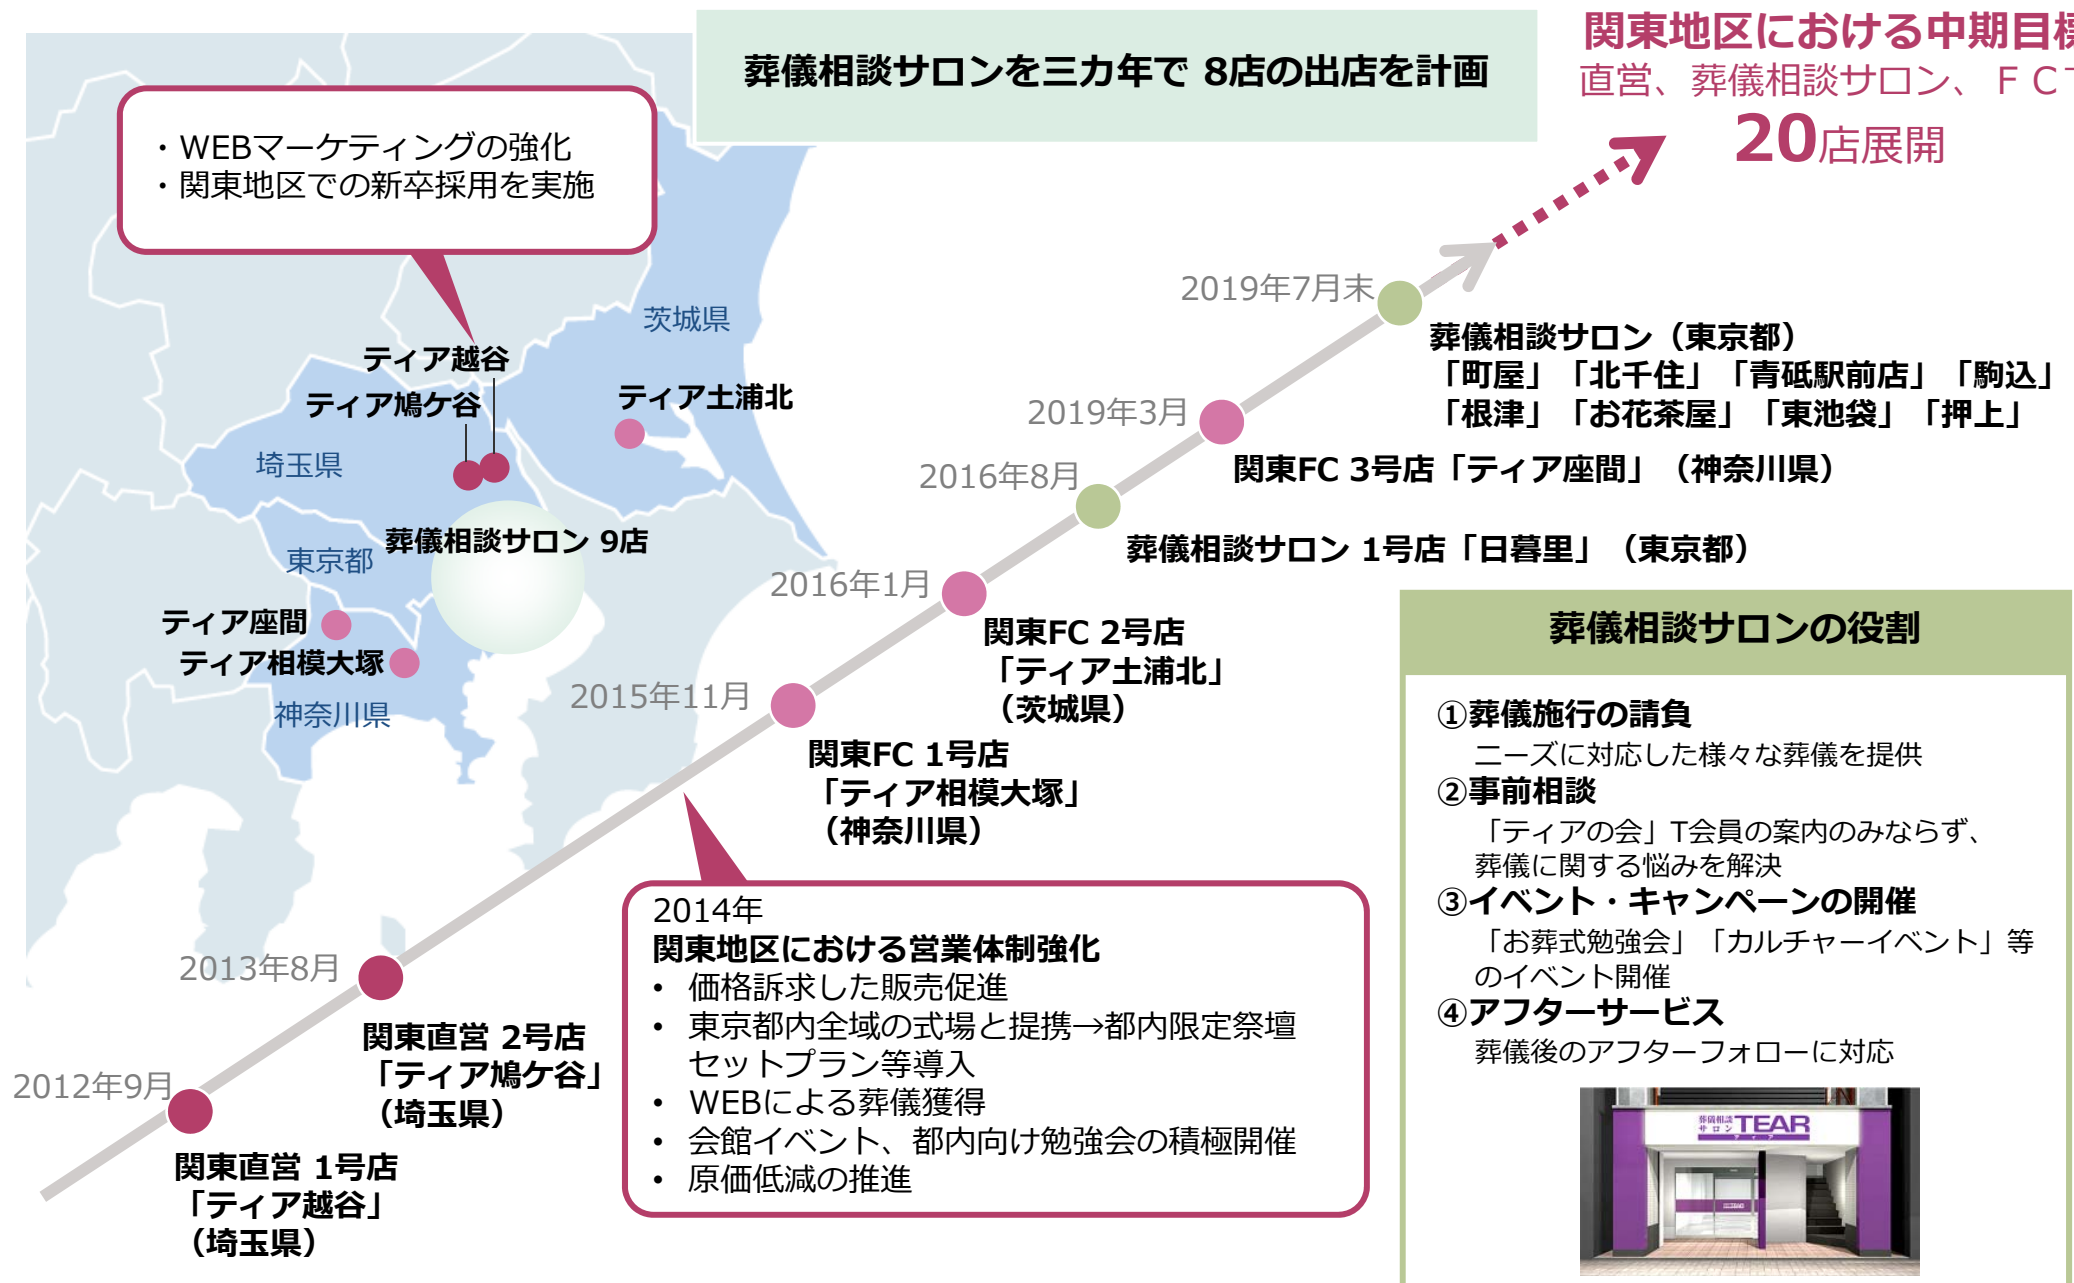 葬儀相談サロンを三カ年で 8店の出店を計画
関東地区における中期目標
直営、葬儀相談サロン、ＦＣで
20店展開
・WEBマーケティングの強化
・関東地区での新卒採用を実施
茨城県
ティア越谷
ティア鳩ケ谷
ティア土浦北
埼玉県
葬儀相談サロン 9店
東京都
ティア座間
ティア相模大塚
神奈川県
2019年7月末
葬儀相談サロン（東京都）
「町屋」「北千住」「青砥駅前店」「駒込」
「根津」「お花茶屋」「東池袋」「押上」
2019年3月
関東FC 3号店「ティア座間」（神奈川県）
2016年8月
葬儀相談サロン 1号店「日暮里」（東京都）
2016年1月
関東FC 2号店
「ティア土浦北」
（茨城県）
2015年11月
関東FC 1号店
「ティア相模大塚」
（神奈川県）
2014年
関東地区における営業体制強化
• 価格訴求した販売促進
• 東京都内全域の式場と提携→都内限定祭壇
セットプラン等導入
• WEBによる葬儀獲得
• 会館イベント、都内向け勉強会の積極開催
• 原価低減の推進
2013年8月
関東直営 2号店
「ティア鳩ケ谷」
（埼玉県）
2012年9月
関東直営 1号店
「ティア越谷」
（埼玉県）
葬儀相談サロンの役割
①葬儀施行の請負
ニーズに対応した様々な葬儀を提供
②事前相談
「ティアの会」T会員の案内のみならず、
葬儀に関する悩みを解決
③イベント・キャンペーンの開催
「お葬式勉強会」「カルチャーイベント」等
のイベント開催
④アフターサービス
葬儀後のアフターフォローに対応
葬儀相談
サロン TEAR
ティア